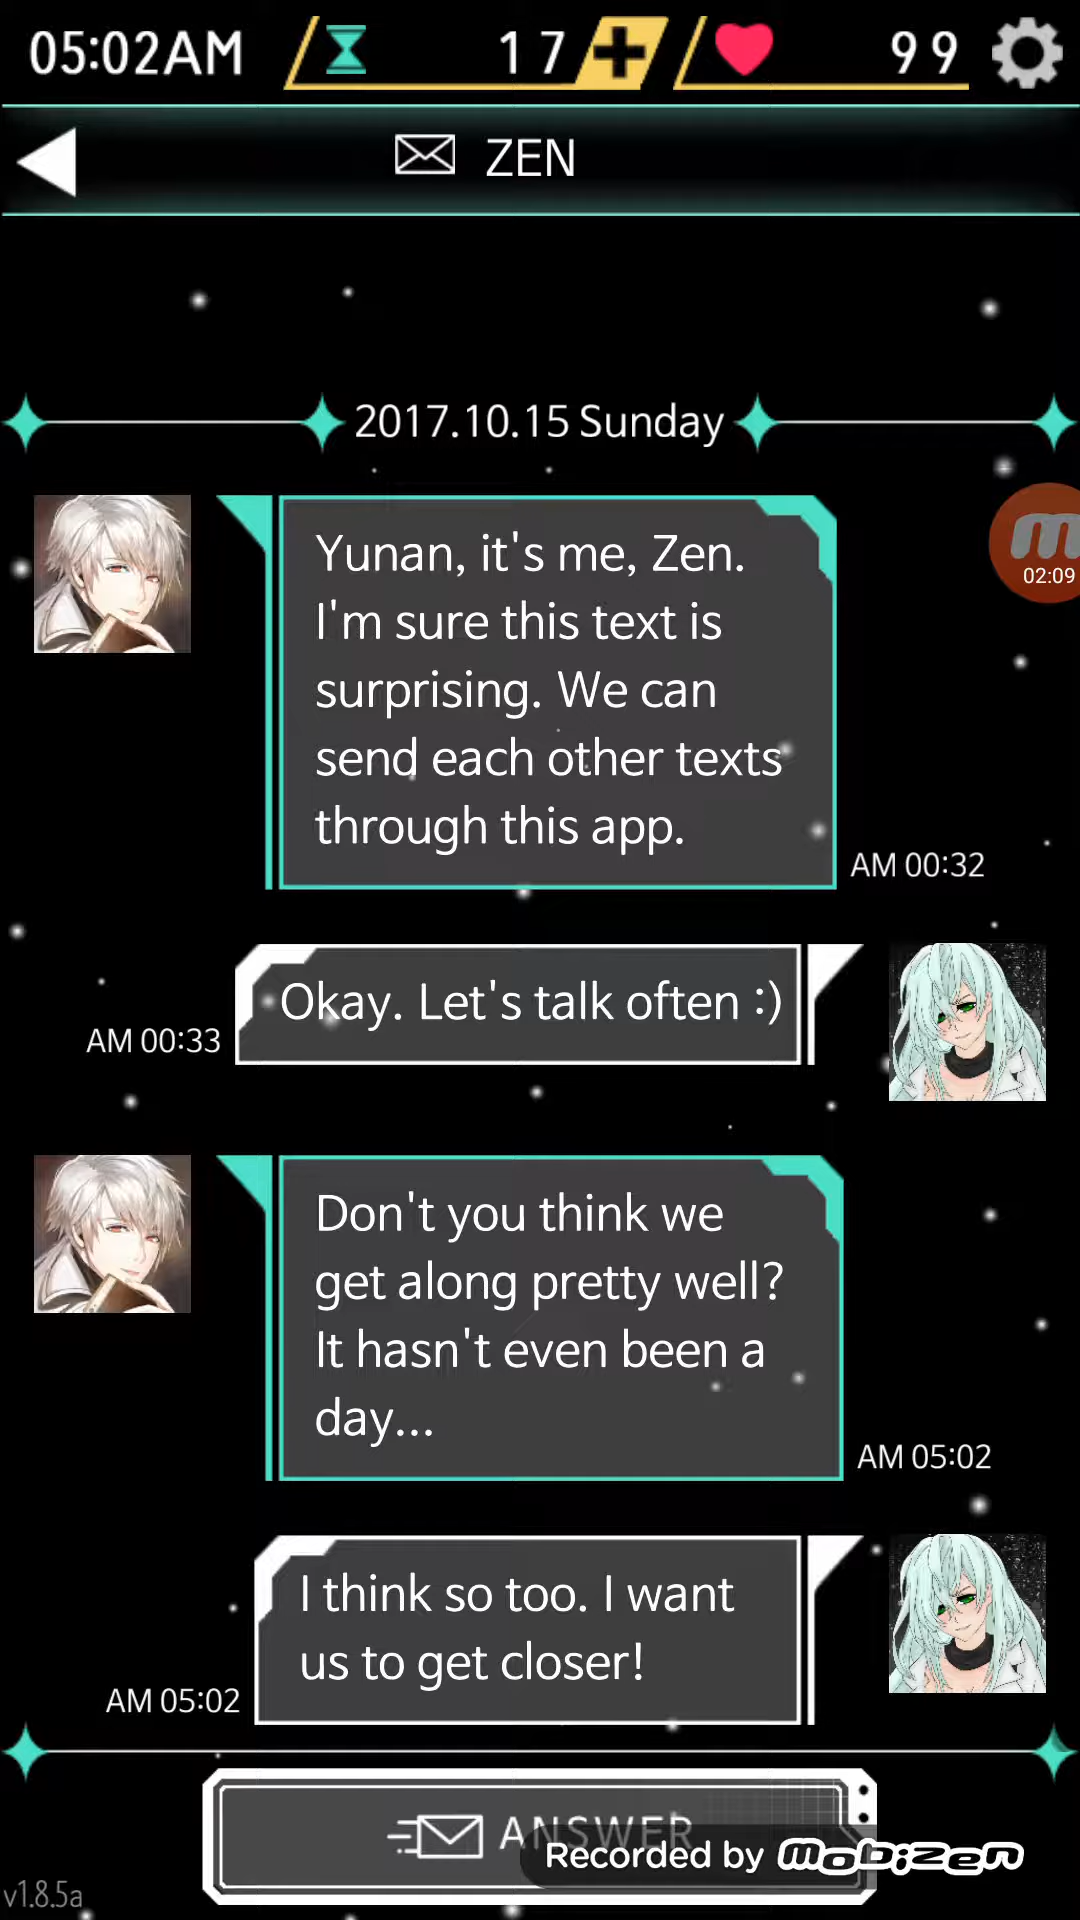 05:02AM 17 99
ZEN
2017.10.15 Sunday
Yunan, it's me, Zen.
I'm sure this text is
surprising. We can
send each other texts
through this app.
AM 00:32
02:09
Okay. Let's talk often :)
AM 00:33
Don't you think we
get along pretty well?
It hasn't even been a
day...
AM 05:02
I think so too. I want
us to get closer!
AM 05:02
ANSWER
Recorded by mobizen
v1.8.5a